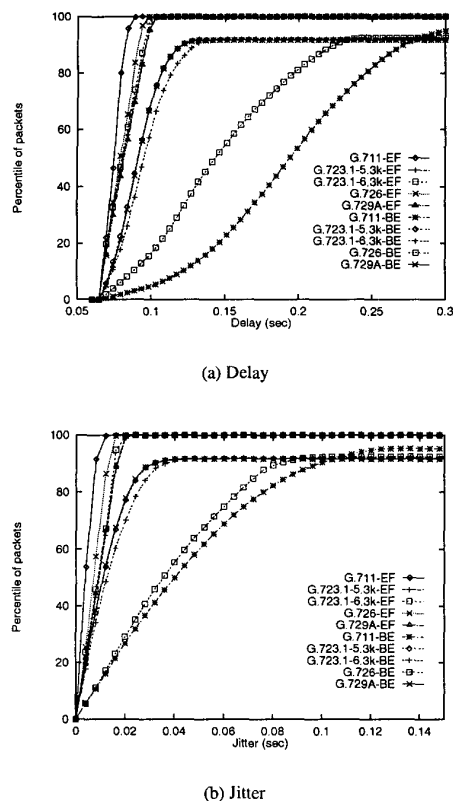 100
80
60
40
20
0
Percentile of packets
G.711-EF
G.723.1-5.3k-EF
G.723.1-6.3k-EF
G.726-EF
G.729A-EF
G.711-BE
G.723.1-5.3k-BE
G.723.1-6.3k-BE
G.726-BE
G.729A-BE
0.05 0.1 0.15 0.2 0.25 0.3
Delay (sec)
(a) Delay
100
80
60
40
20
0
Percentile of packets
G.711-EF
G.723.1-5.3k-EF
G.723.1-6.3k-EF
G.726-EF
G.729A-EF
G.711-BE
G.723.1-5.3k-BE
G.723.1-6.3k-BE
G.726-BE
G.729A-BE
0 0.02 0.04 0.06 0.08 0.1 0.12 0.14
Jitter (sec)
(b) Jitter